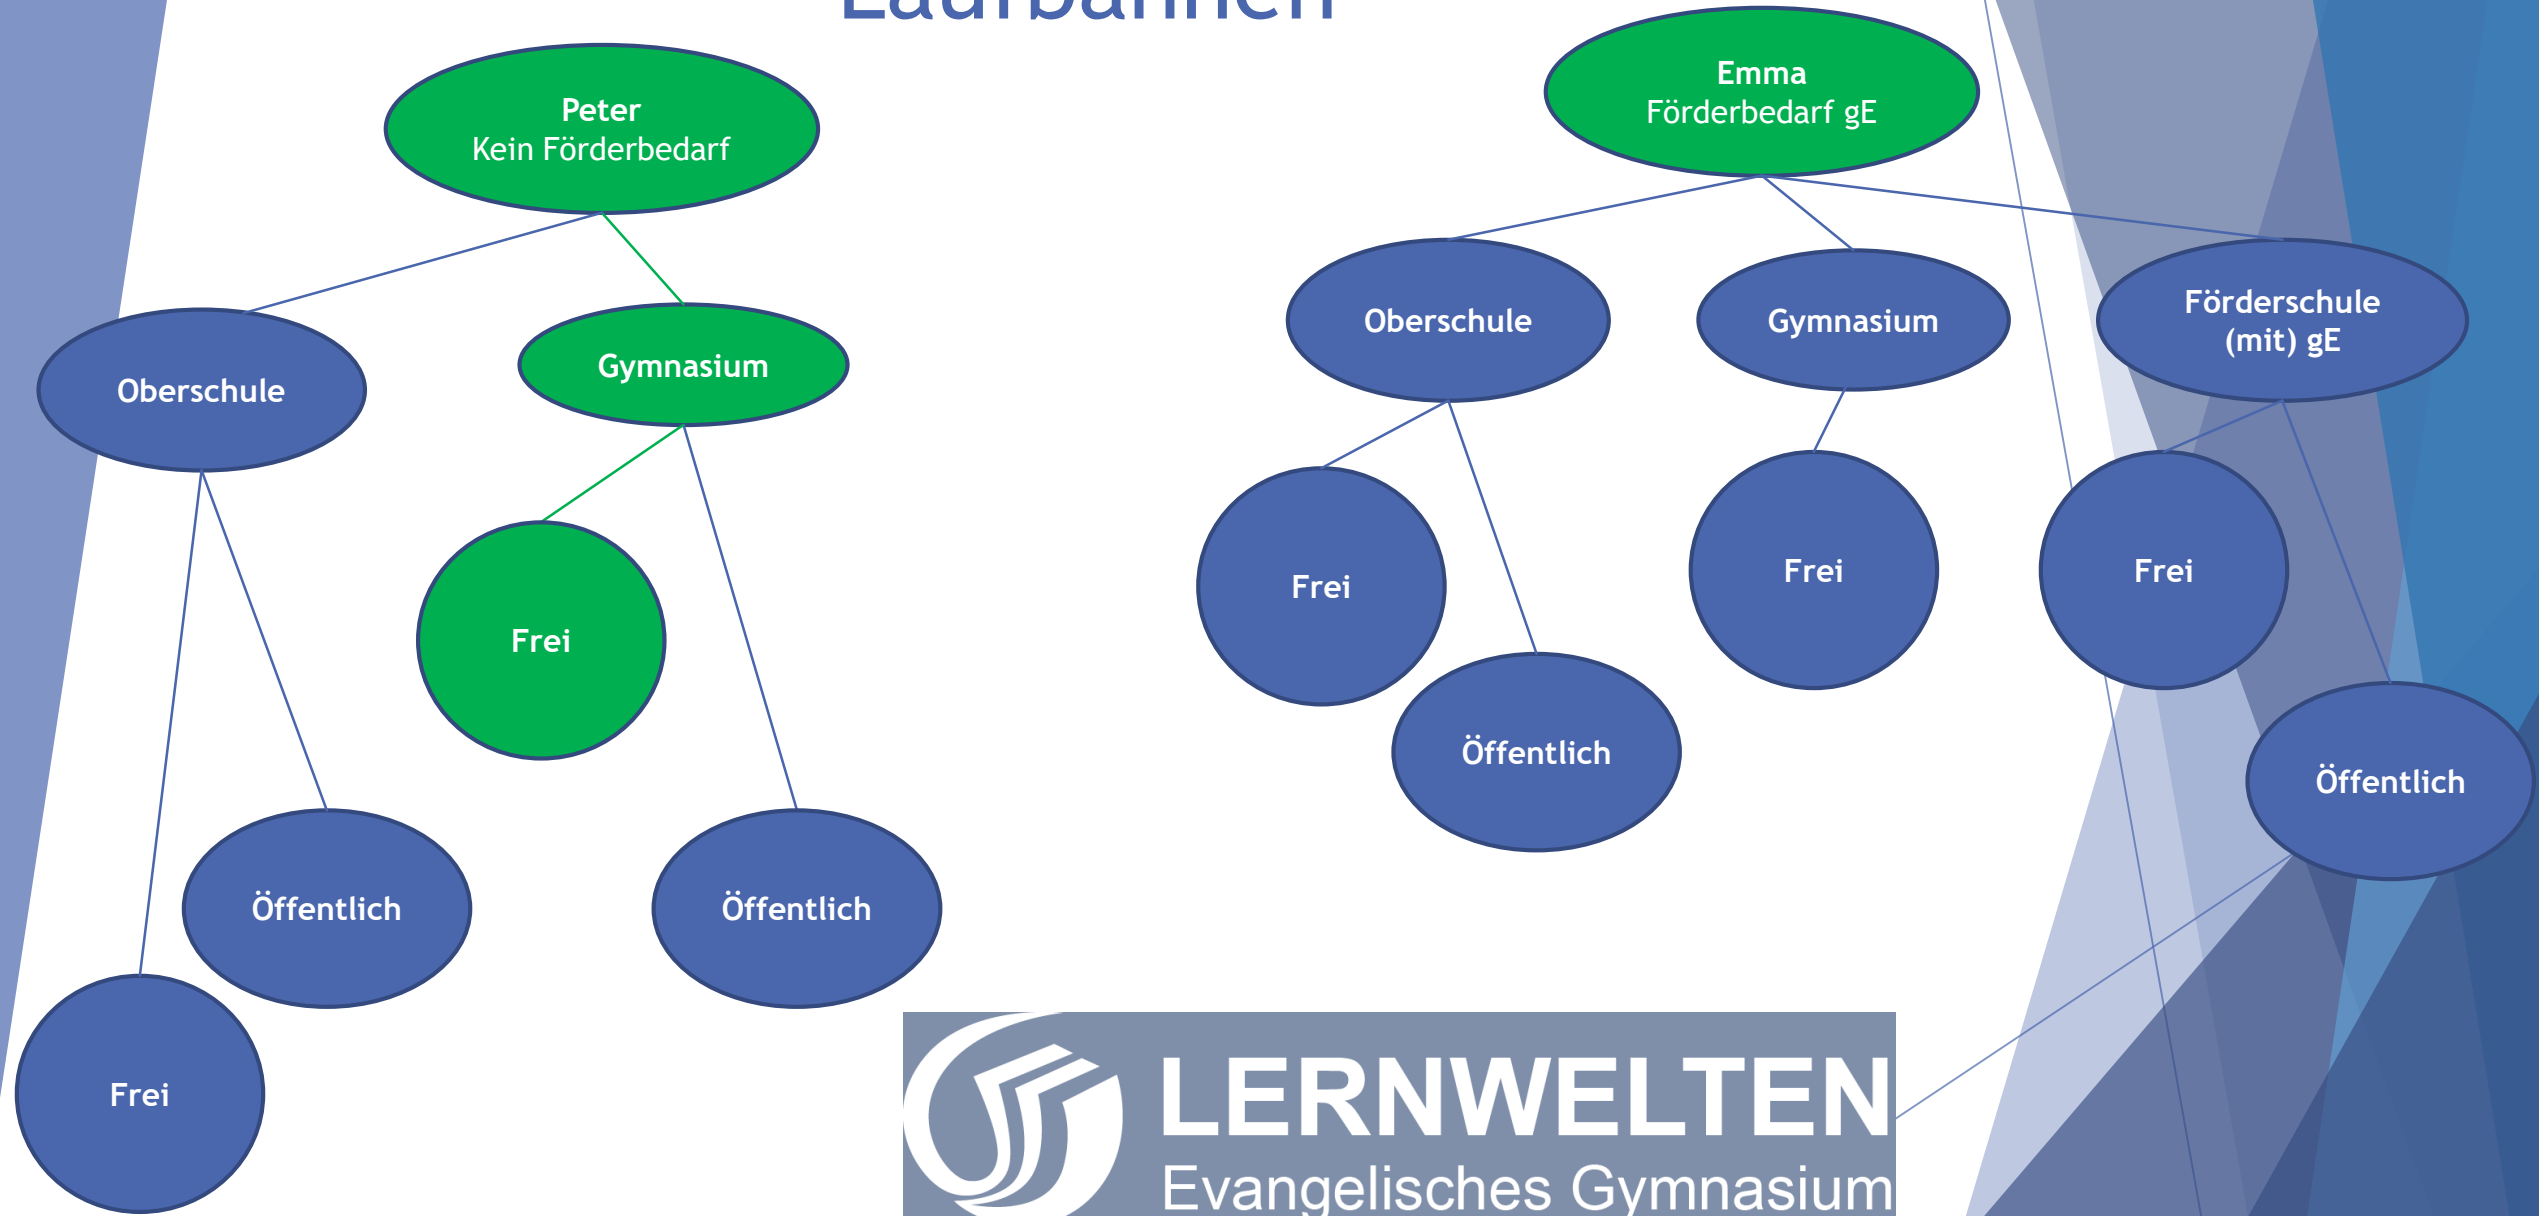 Laufbahnen
Peter
Kein Förderbedarf
Oberschule
Gymnasium
Frei
Öffentlich
Öffentlich
Frei
Emma
Förderbedarf gE
Oberschule
Gymnasium
Förderschule
(mit) gE
Frei
Frei
Frei
Öffentlich
Öffentlich
LERNWELTEN
Evangelisches Gymnasium